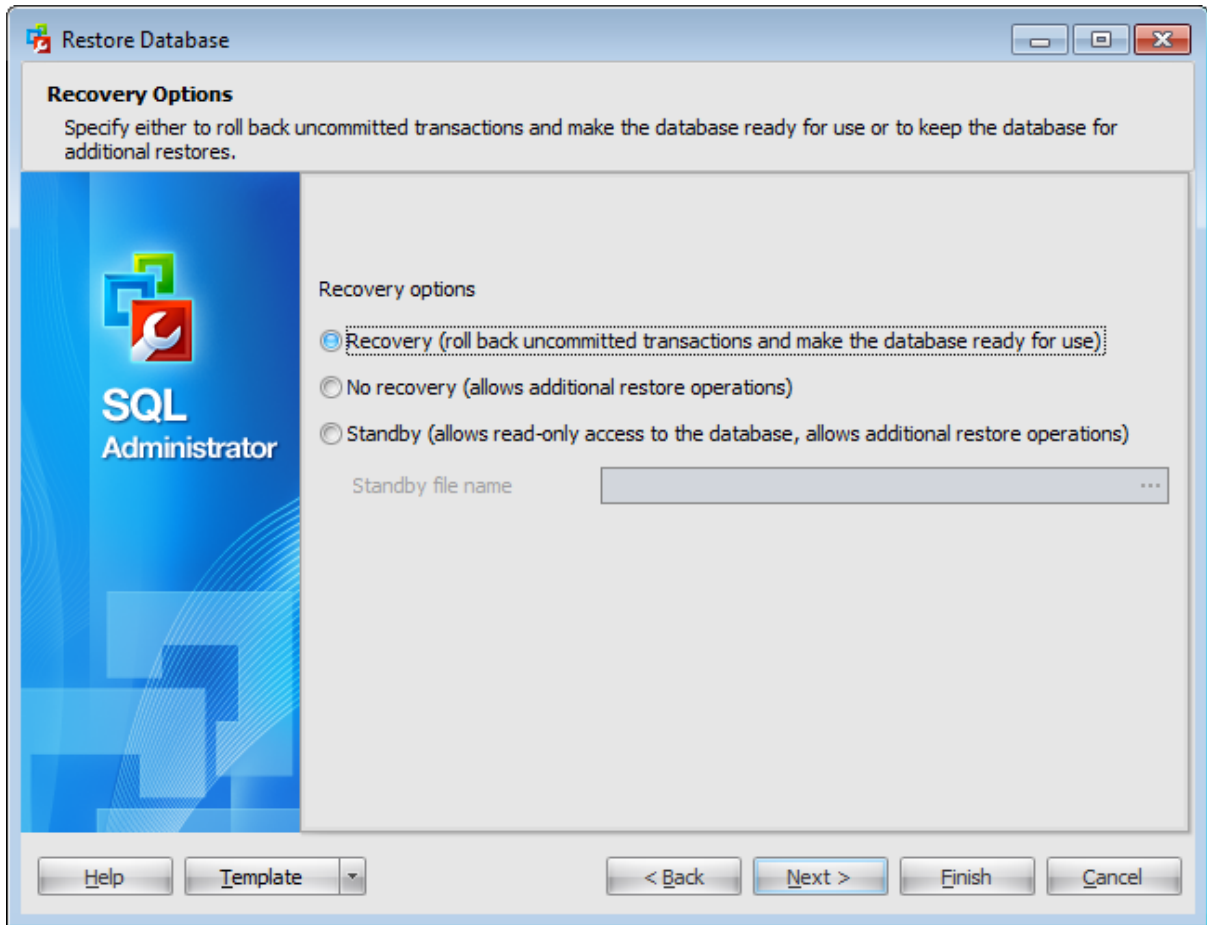 Restore Database
Recovery Options
Specify either to roll back uncommitted transactions and make the database ready for use or to keep the database for
additional restores.
SQL
Administrator
Recovery options
Recovery (roll back uncommitted transactions and make the database ready for use)
No recovery (allows additional restore operations)
Standby (allows read-only access to the database, allows additional restore operations)
Standby file name
...
Help
Template
< Back
Next >
Finish
Cancel